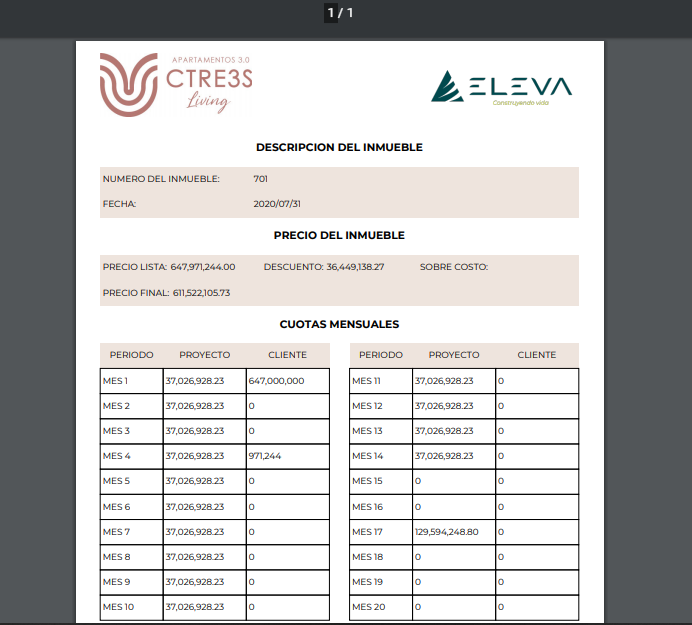 1 / 1
APARTAMENTOS 3.0
CTRE3S
Living
ELEVA
Construyendo vida
DESCRIPCION DEL INMUEBLE
NUMERO DEL INMUEBLE: 701
FECHA: 2020/07/31
PRECIO DEL INMUEBLE
PRECIO LISTA: 647,971,244.00 DESCUENTO: 36,449,138.27 SOBRE COSTO:
PRECIO FINAL: 611,522,105.73
CUOTAS MENSUALES
PERIODO PROYECTO CLIENTE PERIODO PROYECTO CLIENTE
MES 1 37,026,928.23 647,000,000 MES 11 37,026,928.23 0
MES 2 37,026,928.23 0 MES 12 37,026,928.23 0
MES 3 37,026,928.23 0 MES 13 37,026,928.23 0
MES 4 37,026,928.23 971,244 MES 14 37,026,928.23 0
MES 5 37,026,928.23 0 MES 15 0 0
MES 6 37,026,928.23 0 MES 16 0 0
MES 7 37,026,928.23 0 MES 17 129,594,248.80 0
MES 8 37,026,928.23 0 MES 18 0 0
MES 9 37,026,928.23 0 MES 19 0 0
MES 10 37,026,928.23 0 MES 20 0 0